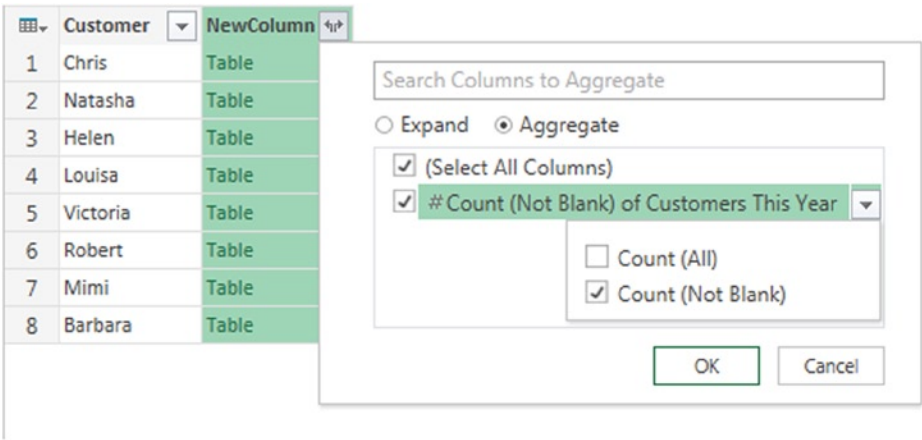 Customer NewColumn
1 Chris Table
2 Natasha Table
3 Helen Table
4 Louisa Table
5 Victoria Table
6 Robert Table
7 Mimi Table
8 Barbara Table
Search Columns to Aggregate
Expand Aggregate
(Select All Columns)
#Count (Not Blank) of Customers This Year
Count (All)
Count (Not Blank)
OK Cancel